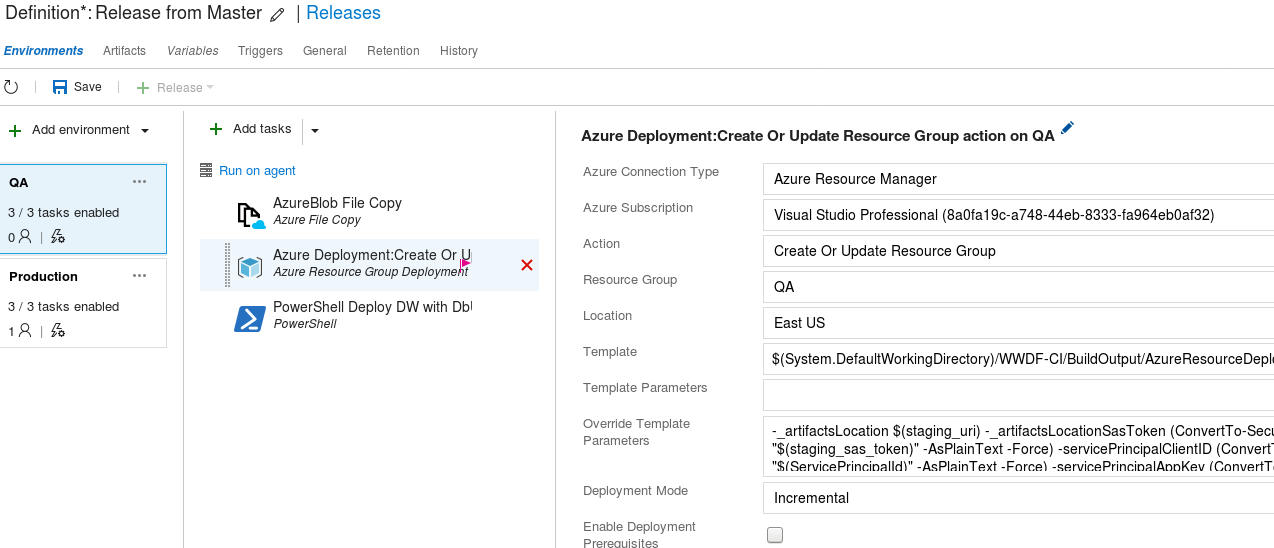 Definition*: Release from Master | Releases
Environments Artifacts Variables Triggers General Retention History
Save Release
Add environment
QA
3 / 3 tasks enabled
0
Production
3 / 3 tasks enabled
1
Add tasks
Run on agent
AzureBlob File Copy
Azure File Copy
Azure Deployment:Create Or U
Azure Resource Group Deployment
PowerShell Deploy DW with Db
PowerShell
Azure Deployment:Create Or Update Resource Group action on QA
Azure Connection Type Azure Resource Manager
Azure Subscription Visual Studio Professional (8a0fa19c-a748-44eb-8333-fa964eb0af32)
Action Create Or Update Resource Group
Resource Group QA
Location East US
Template $(System.DefaultWorkingDirectory)/WWDF-CI/BuildOutput/AzureResourceDepl
Template Parameters
Override Template
Parameters
-_artifactsLocation $(staging_uri) -_artifactsLocationSasToken (ConvertTo-Secu
"$(staging_sas_token)" -AsPlainText -Force) -servicePrincipalClientID (ConvertT
"$(ServicePrincipalId)" -AsPlainText -Force) -servicePrincipalAppKey (ConvertTo
Deployment Mode Incremental
Enable Deployment
Prerequisites